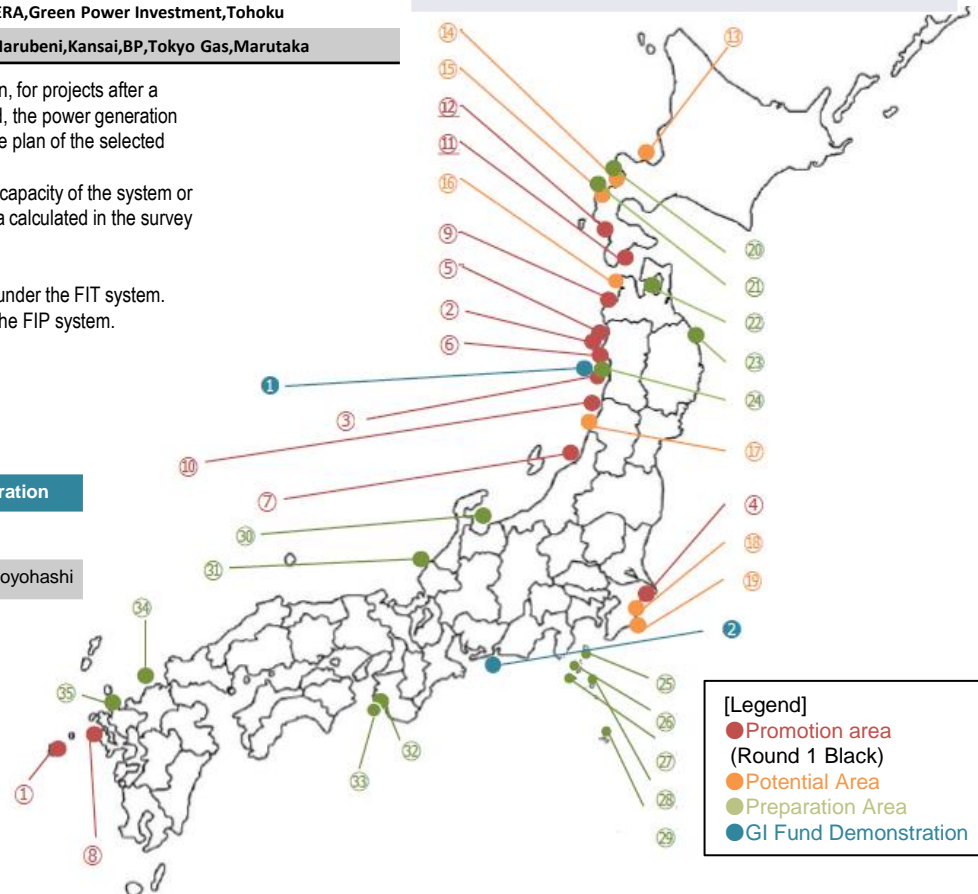 ERA,Green Power Investment,Tohoku
Marubeni,Kansai,BP,Tokyo Gas,Marutaka
n, for projects after a
l, the power generation
e plan of the selected
capacity of the system or
a calculated in the survey
under the FIT system.
he FIP system.
ration
oyohashi
⑭
⑬
⑮
⑫
⑪
⑯
⑨
⑤
②
⑥
❶
③
⑩
⑦
⑳
㉑
㉒
㉓
㉔
⑰
④
⑱
⑲
❷
㉚
㉛
㉞
㉟
①
⑧
㉝
㉜
㉕
㉖
㉗
㉘
㉙
[Legend]
Promotion area
(Round 1 Black)
Potential Area
Preparation Area
GI Fund Demonstration